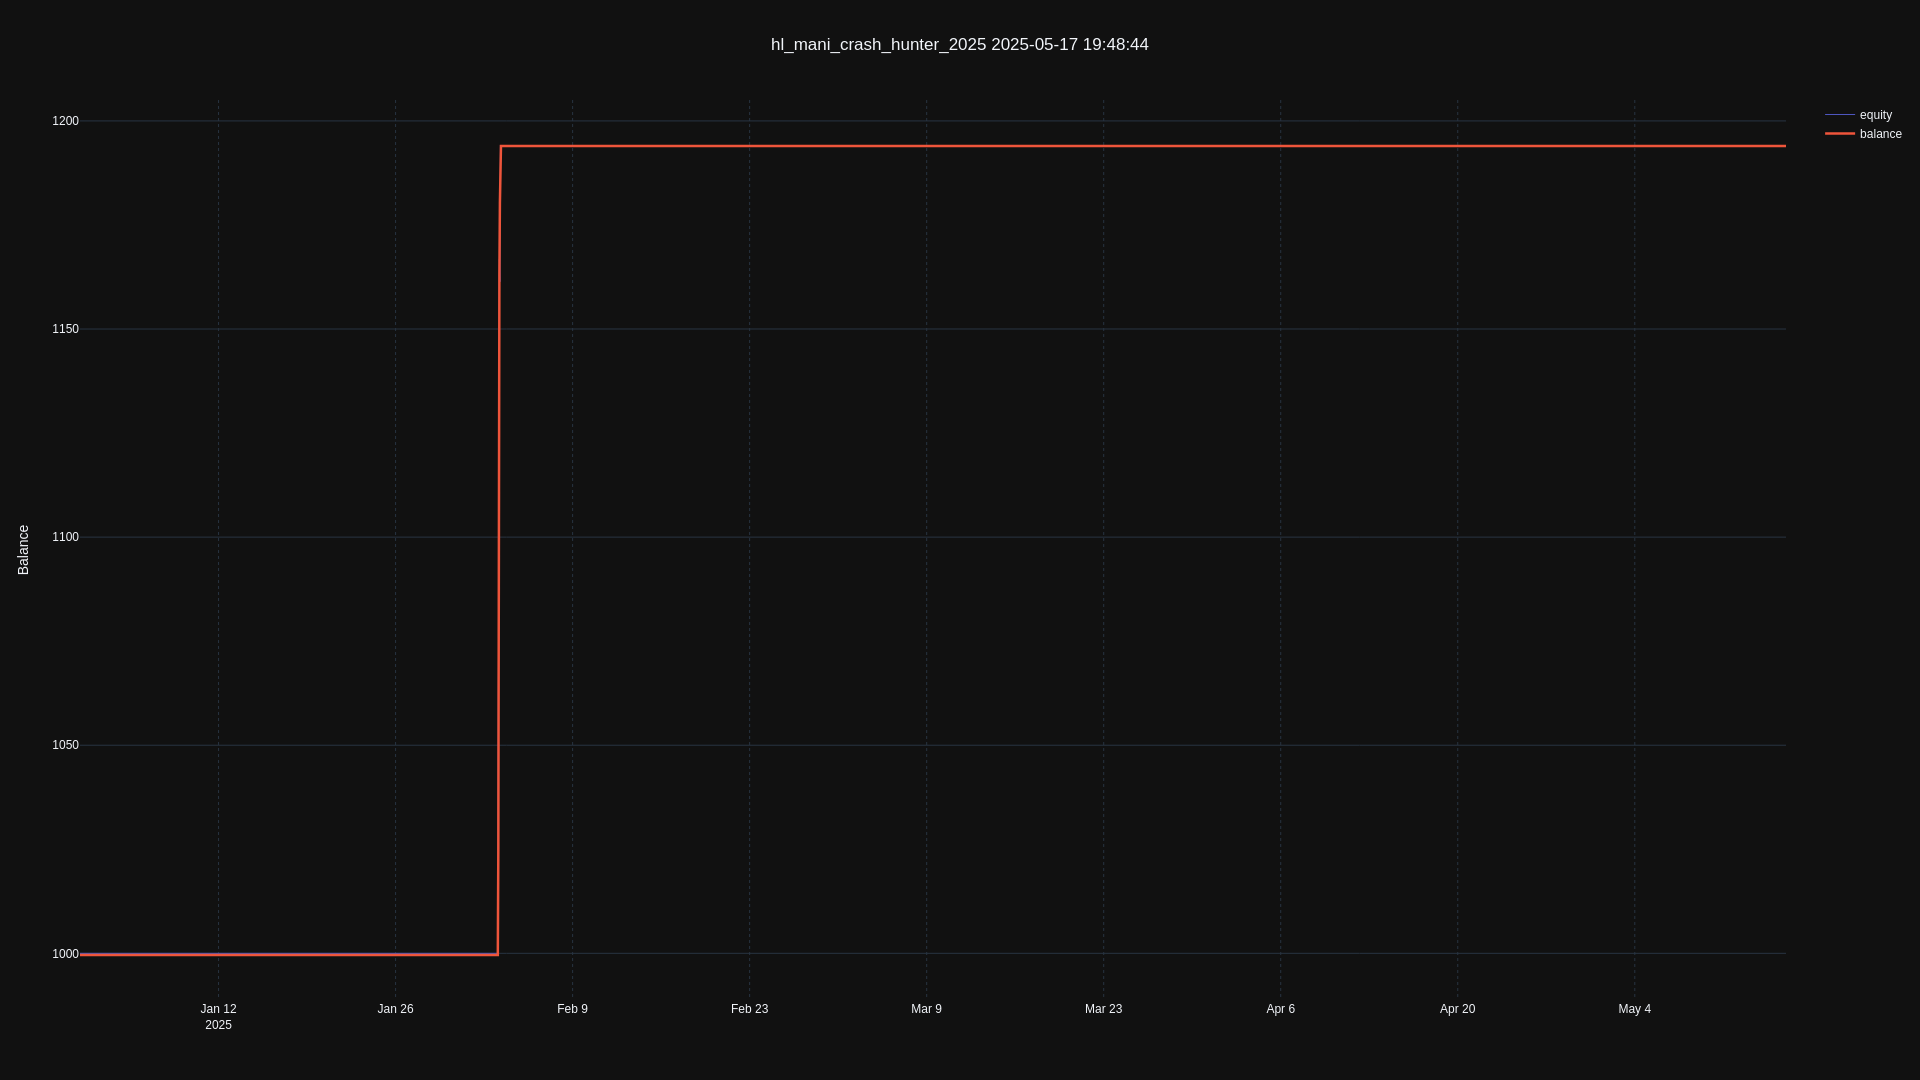 hl_mani_crash_hunter_2025 2025-05-17 19:48:44
equity
balance
1200
1150
1100
1050
1000
Balance
Jan 12
2025
Jan 26
Feb 9
Feb 23
Mar 9
Mar 23
Apr 6
Apr 20
May 4